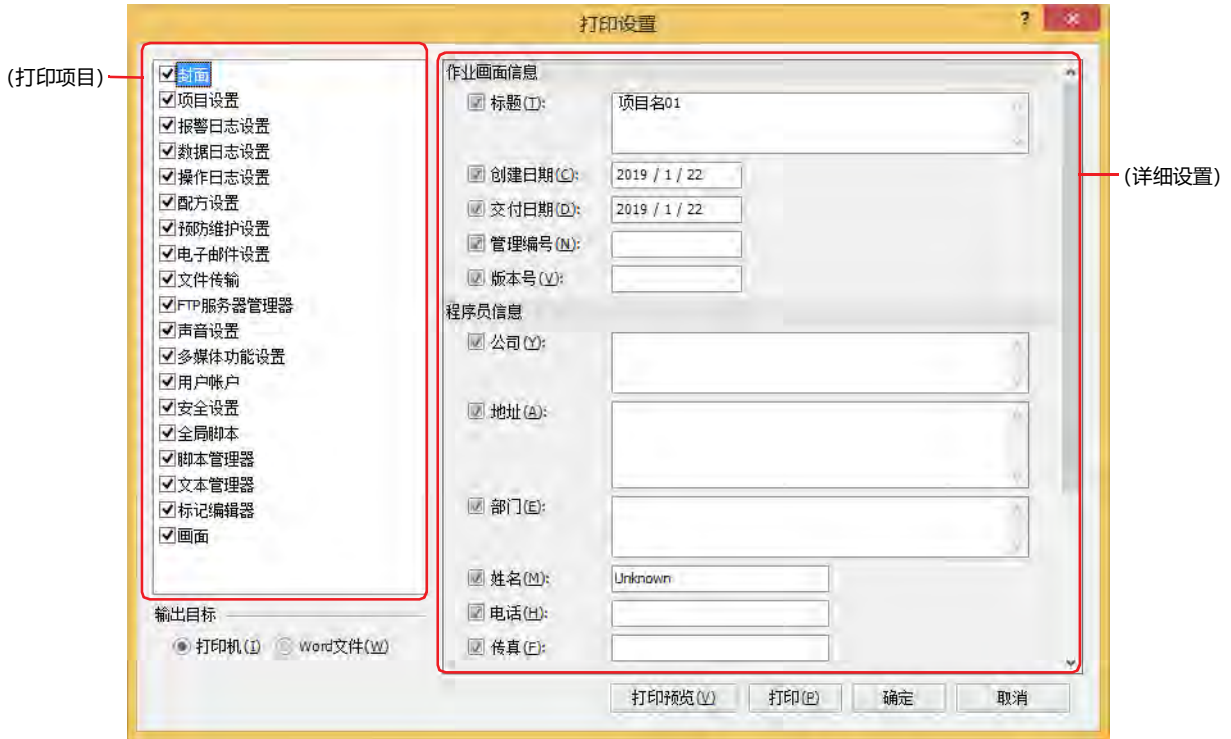 打印设置
?
(打印项目)
封面
项目设置
报警日志设置
数据日志设置
操作日志设置
配方设置
预防维护设置
电子邮件设置
文件传输
FTP服务器管理器
声音设置
多媒体功能设置
用户帐户
安全设置
全局脚本
脚本管理器
文本管理器
标记编辑器
画面
输出目标
打印机(I) Word文件(W)
作业画面信息
标题(T): 项目名01
创建日期(C): 2019 / 1 / 22
交付日期(D): 2019 / 1 / 22
管理编号(N):
版本号(V):
程序员信息
公司(Y):
地址(A):
部门(E):
姓名(M): Unknown
电话(H):
传真(F):
(详细设置)
打印预览(V) 打印(P) 确定 取消